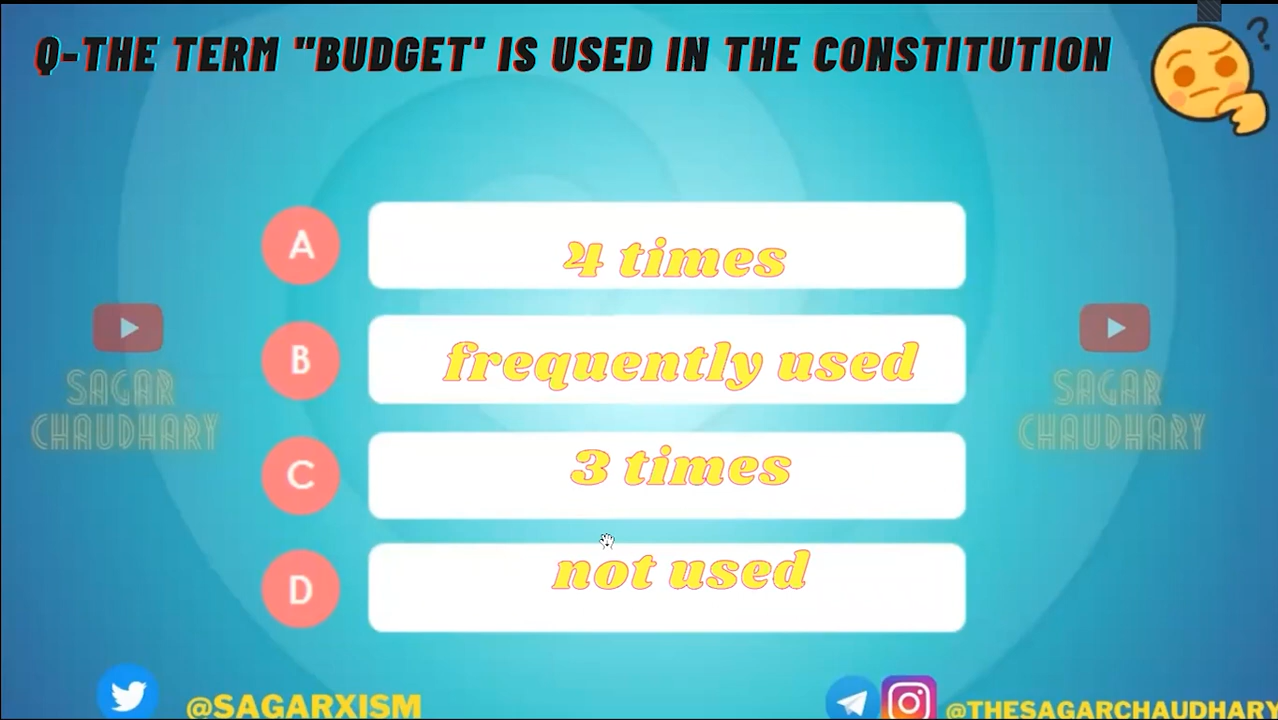 Q-THE TERM "BUDGET' IS USED IN THE CONSTITUTION
A
4 times
B
frequently used
SAGAR
CHAUDHARY
SAGAR
CHAUDHARY
C
3 times
D
not used
@SAGARXISM
@THESAGARCHAUDHARY